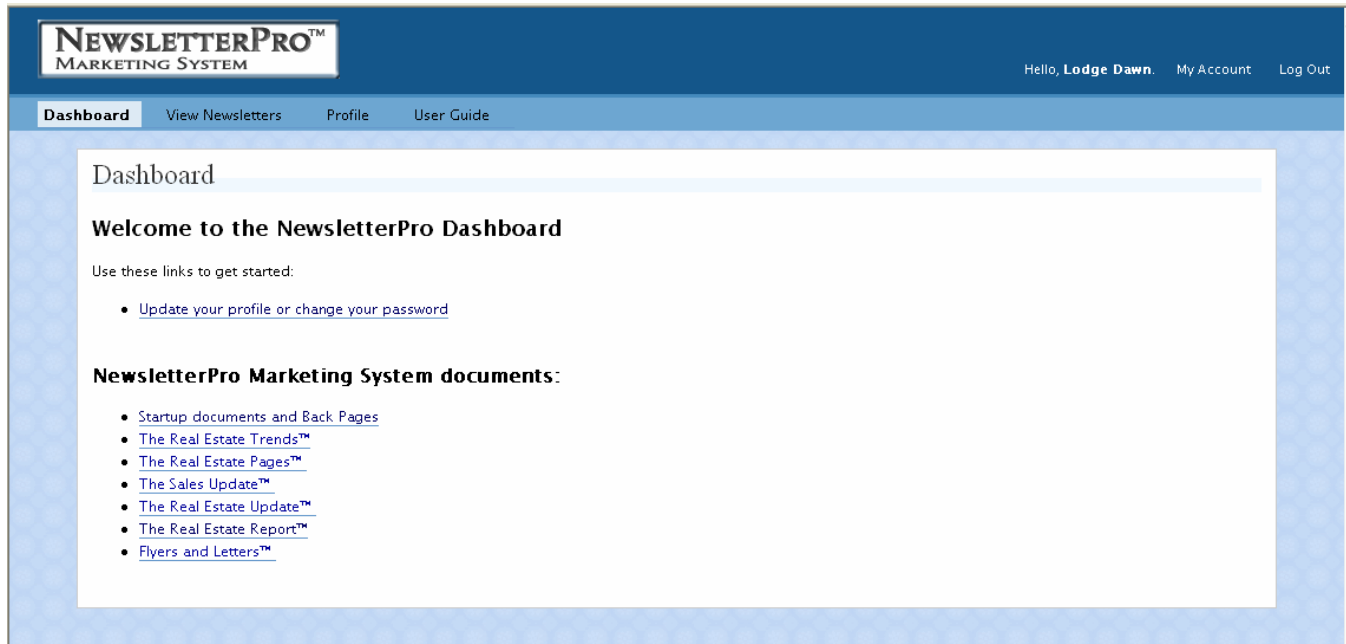 NEWSLETTERPRO™
MARKETING SYSTEM
Hello, Lodge Dawn. My Account Log Out
Dashboard View Newsletters Profile User Guide
Dashboard
Welcome to the NewsletterPro Dashboard
Use these links to get started:
• Update your profile or change your password
NewsletterPro Marketing System documents:
• Startup documents and Back Pages
• The Real Estate Trends™
• The Real Estate Pages™
• The Sales Update™
• The Real Estate Update™
• The Real Estate Report™
• Flyers and Letters™